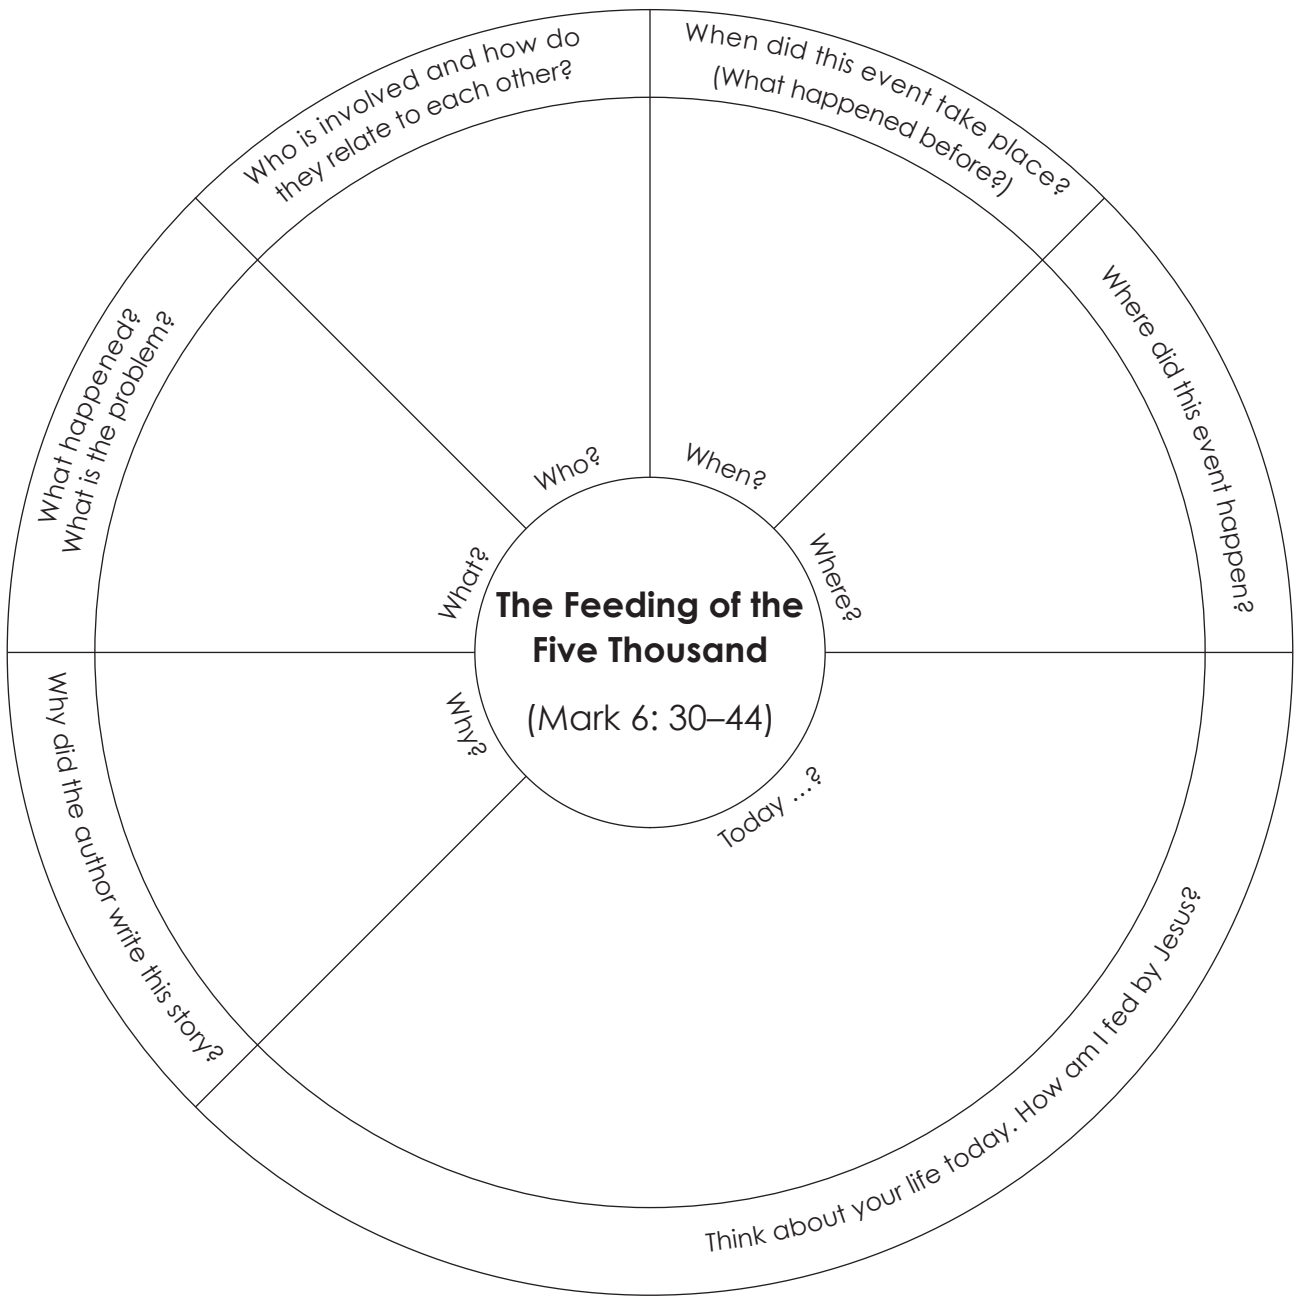 Who is involved and how do
they relate to each other?
When did this event take place?
(What happened before?)
Where did this event happen?
What happened?
What is the problem?
Why did the author write this story?
Think about your life today. How am I fed by Jesus?
Who?
When?
Where?
What?
Why?
Today ...?
The Feeding of the
Five Thousand
(Mark 6: 30–44)